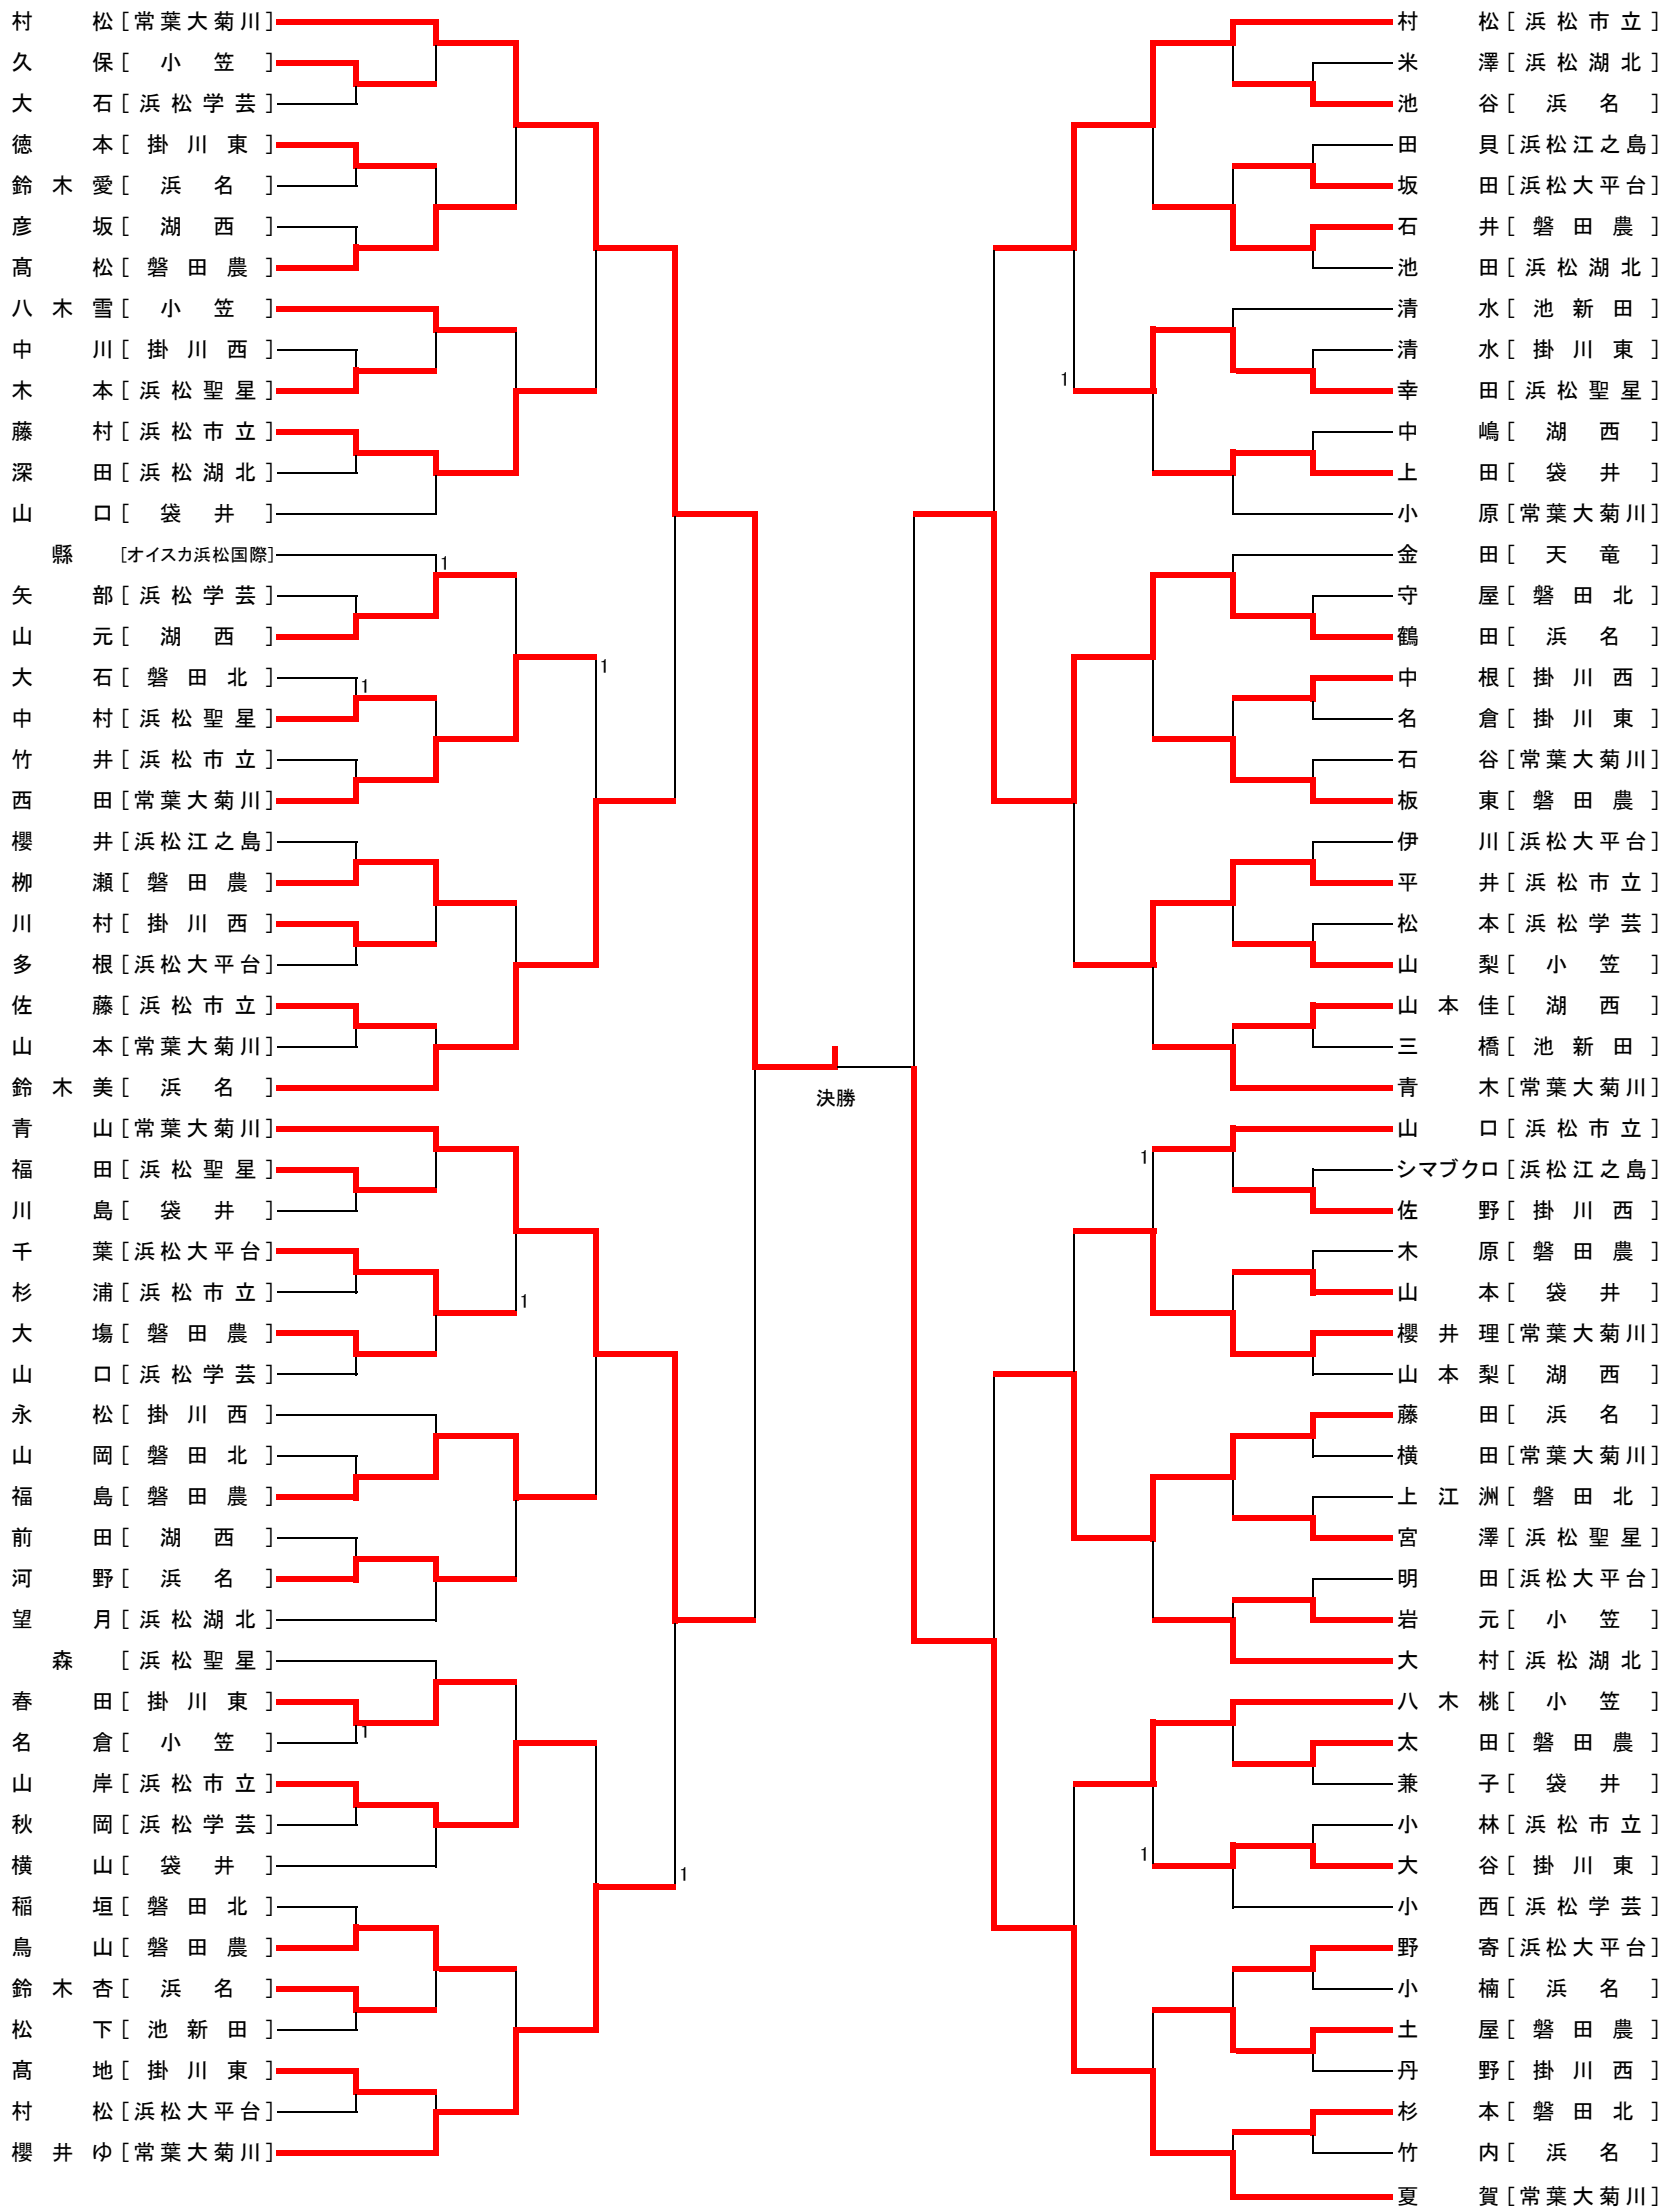 村松[常葉大菊川]
久保[小笠]
大石[浜松学芸]
徳本[掛川東]
鈴木愛[浜名]
彦坂[湖西]
髙松[磐田農]
八木雪[小笠]
中川[掛川西]
木本[浜松聖星]
藤村[浜松市立]
深田[浜松湖北]
山口[袋井]
縣[オイスカ浜松国際]
1
矢部[浜松学芸]
山元[湖西]
1
大石[磐田北]
1
中村[浜松聖星]
竹井[浜松市立]
西田[常葉大菊川]
櫻井[浜松江之島]
栁瀬[磐田農]
川村[掛川西]
多根[浜松大平台]
佐藤[浜松市立]
山本[常葉大菊川]
鈴木美[浜名]
青山[常葉大菊川]
福田[浜松聖星]
川島[袋井]
千葉[浜松大平台]
杉浦[浜松市立]
1
大塲[磐田農]
山口[浜松学芸]
永松[掛川西]
山岡[磐田北]
福島[磐田農]
前田[湖西]
河野[浜名]
望月[浜松湖北]
森[浜松聖星]
春田[掛川東]
1
名倉[小笠]
山岸[浜松市立]
秋岡[浜松学芸]
横山[袋井]
1
稲垣[磐田北]
鳥山[磐田農]
鈴木杏[浜名]
松下[池新田]
髙地[掛川東]
村松[浜松大平台]
櫻井ゆ[常葉大菊川]
決勝
村松[浜松市立]
米澤[浜松湖北]
池谷[浜名]
田貝[浜松江之島]
坂田[浜松大平台]
石井[磐田農]
池田[浜松湖北]
清水[池新田]
清水[掛川東]
1
幸田[浜松聖星]
中嶋[湖西]
上田[袋井]
小原[常葉大菊川]
金田[天竜]
守屋[磐田北]
鶴田[浜名]
中根[掛川西]
名倉[掛川東]
石谷[常葉大菊川]
板東[磐田農]
伊川[浜松大平台]
平井[浜松市立]
松本[浜松学芸]
山梨[小笠]
山本佳[湖西]
三橋[池新田]
青木[常葉大菊川]
山口[浜松市立]
1
シマブクロ[浜松江之島]
佐野[掛川西]
木原[磐田農]
山本[袋井]
櫻井理[常葉大菊川]
山本梨[湖西]
藤田[浜名]
横田[常葉大菊川]
上江洲[磐田北]
宮澤[浜松聖星]
明田[浜松大平台]
岩元[小笠]
大村[浜松湖北]
八木桃[小笠]
太田[磐田農]
兼子[袋井]
小林[浜松市立]
1
大谷[掛川東]
小西[浜松学芸]
野寄[浜松大平台]
小楠[浜名]
土屋[磐田農]
丹野[掛川西]
杉本[磐田北]
竹内[浜名]
夏賀[常葉大菊川]